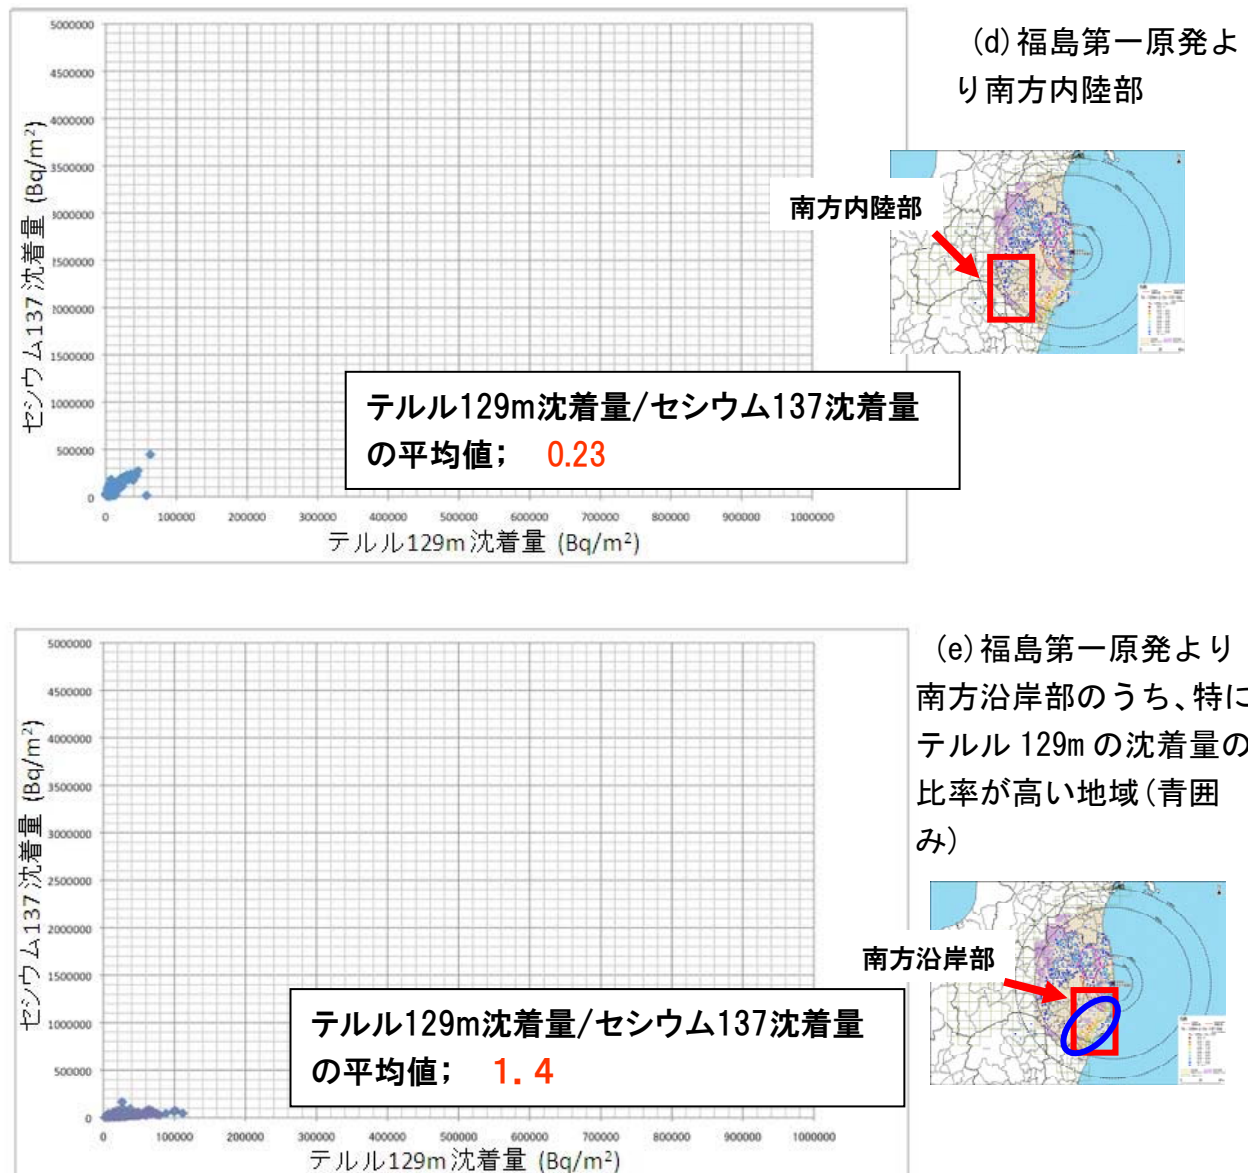 (d)福島第一原発よ
り南方内陸部
5000000
4500000
4000000
3500000
3000000
2500000
2000000
1500000
1000000
500000
0
セシウム137沈着量 (Bq/m²)
0 100000 200000 300000 400000 500000 600000 700000 800000 900000 1000000
テルル129m沈着量 (Bq/m²)
テルル129m沈着量/セシウム137沈着量
の平均値; 0.23
南方内陸部
(e)福島第一原発より
南方沿岸部のうち、特に
テルル129mの沈着量の
比率が高い地域(青囲
み)
5000000
4500000
4000000
3500000
3000000
2500000
2000000
1500000
1000000
500000
0
セシウム137沈着量 (Bq/m²)
0 100000 200000 300000 400000 500000 600000 700000 800000 900000 1000000
テルル129m沈着量 (Bq/m²)
テルル129m沈着量/セシウム137沈着量
の平均値; 1.4
南方沿岸部